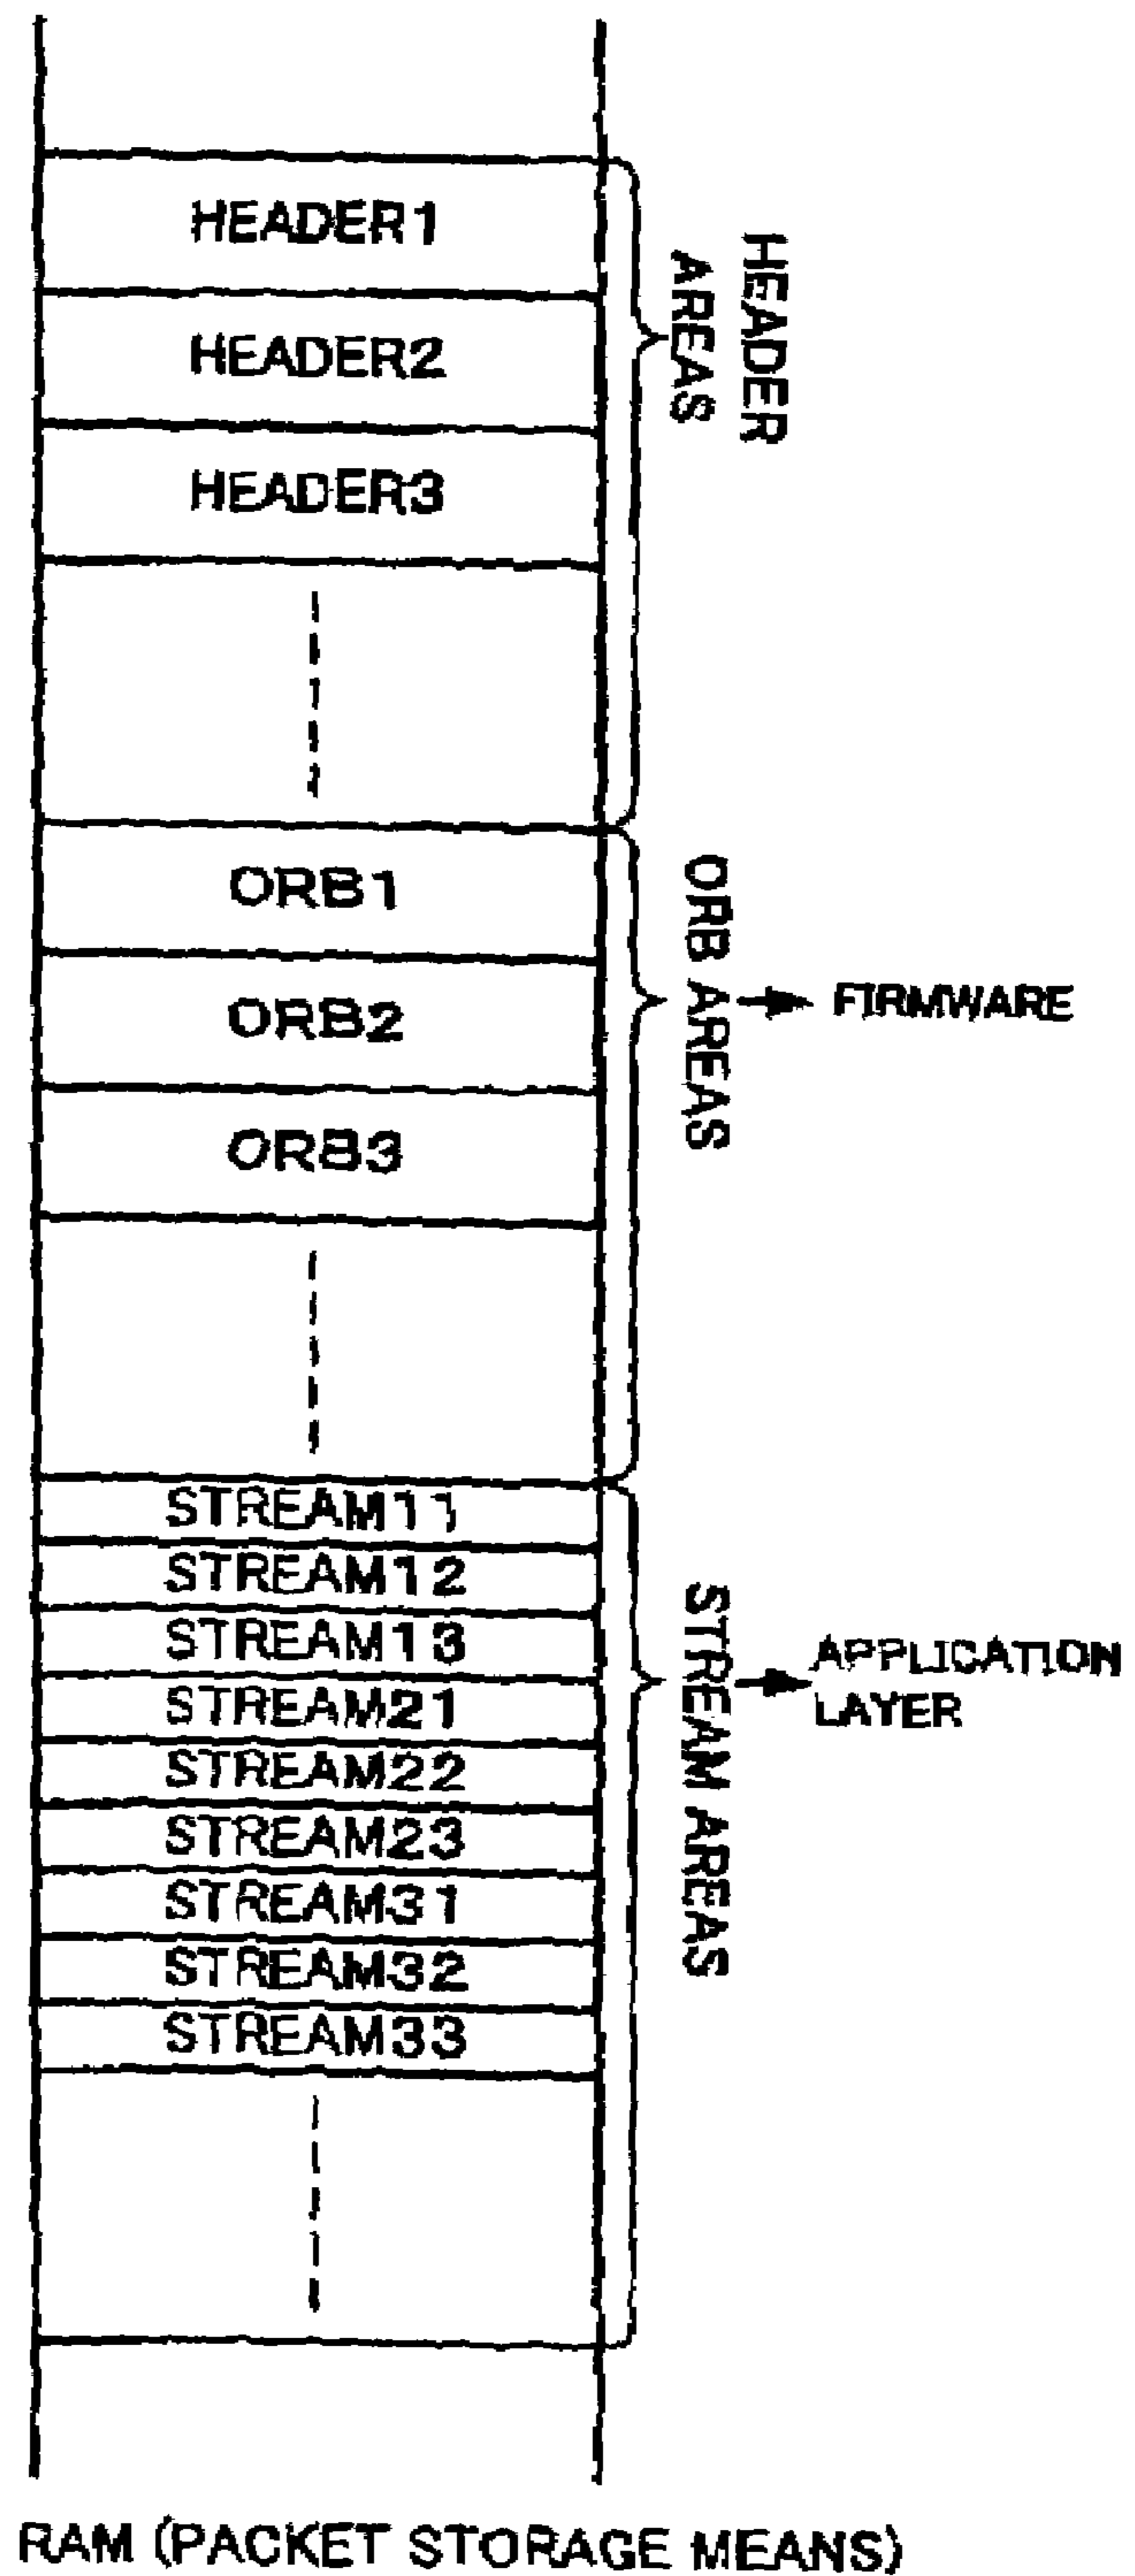 HEADER1
HEADER2
HEADER3
HEADER
AREAS
ORB1
ORB2
ORB3
ORB AREAS
FIRMWARE
STREAM11
STREAM12
STREAM13
STREAM21
STREAM22
STREAM23
STREAM31
STREAM32
STREAM33
STREAM AREAS
APPLICATION
LAYER
RAM (PACKET STORAGE MEANS)